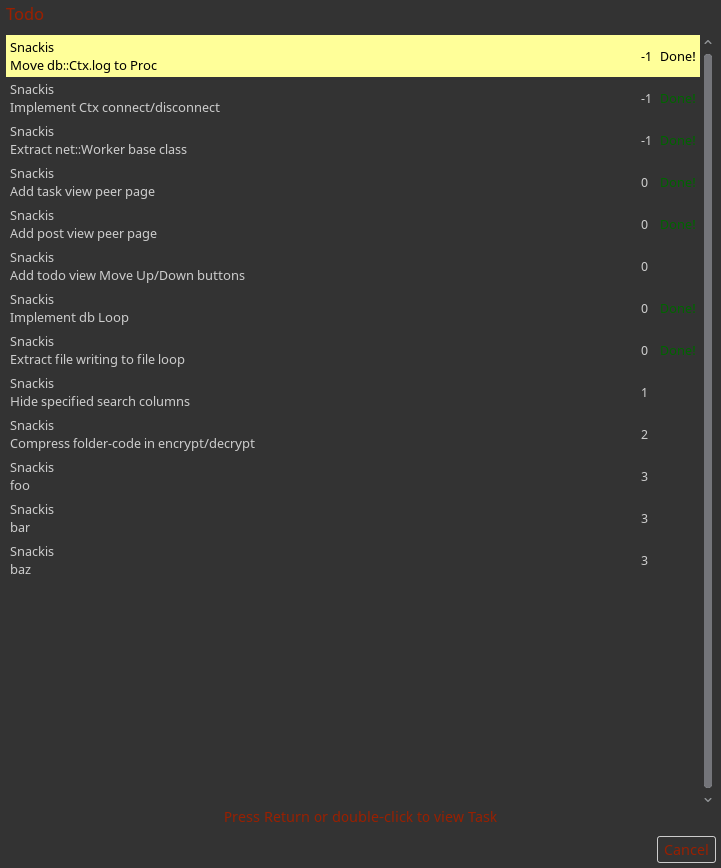 Todo
Snackis
Move db::Ctx.log to Proc
-1 Done!
Snackis
Implement Ctx connect/disconnect
-1 Done!
Snackis
Extract net::Worker base class
-1 Done!
Snackis
Add task view peer page
0 Done!
Snackis
Add post view peer page
0 Done!
Snackis
Add todo view Move Up/Down buttons
0
Snackis
Implement db Loop
0 Done!
Snackis
Extract file writing to file loop
0 Done!
Snackis
Hide specified search columns
1
Snackis
Compress folder-code in encrypt/decrypt
2
Snackis
foo
3
Snackis
bar
3
Snackis
baz
3
Press Return or double-click to view Task
Cancel